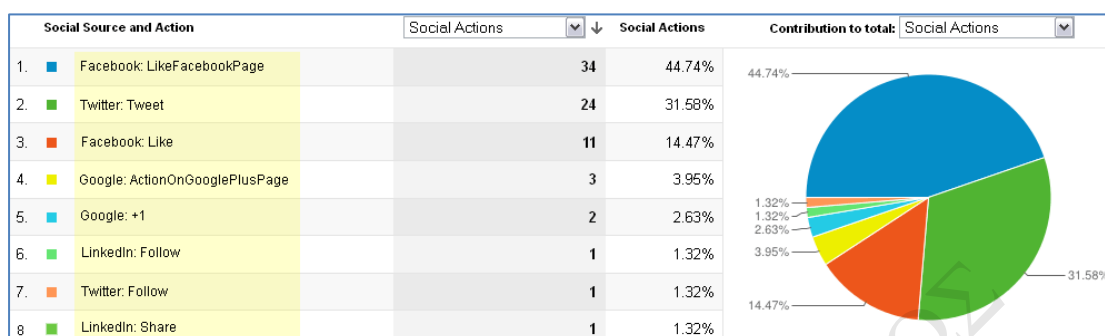 Social Source and Action Social Actions Social Actions Contribution to total: Social Actions
1. Facebook: LikeFacebookPage 34 44.74%
2. Twitter: Tweet 24 31.58%
3. Facebook: Like 11 14.47%
4. Google: ActionOnGooglePlusPage 3 3.95%
5. Google: +1 2 2.63%
6. LinkedIn: Follow 1 1.32%
7. Twitter: Follow 1 1.32%
8 LinkedIn: Share 1 1.32%
44.74%
1.32%
1.32%
2.63%
3.95%
14.47%
31.58%